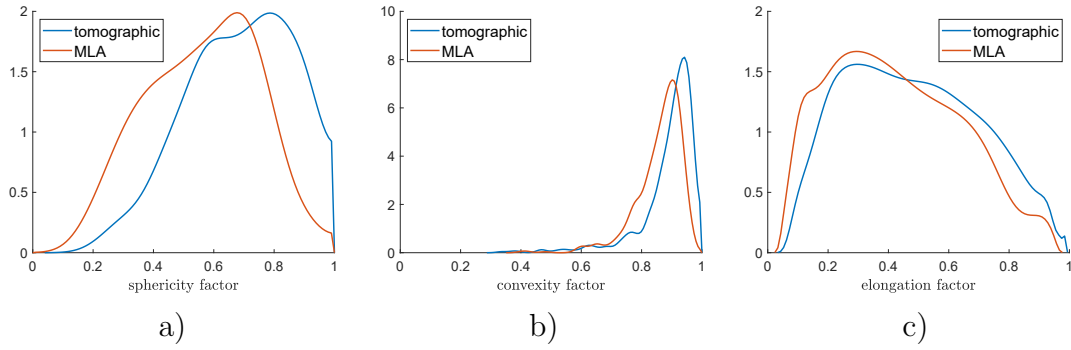 2
1.5
1
0.5
0
0 0.2 0.4 0.6 0.8 1
tomographic
MLA
sphericity factor
a)
10
8
6
4
2
0
0 0.2 0.4 0.6 0.8 1
tomographic
MLA
convexity factor
b)
2
1.5
1
0.5
0
0 0.2 0.4 0.6 0.8 1
tomographic
MLA
elongation factor
c)